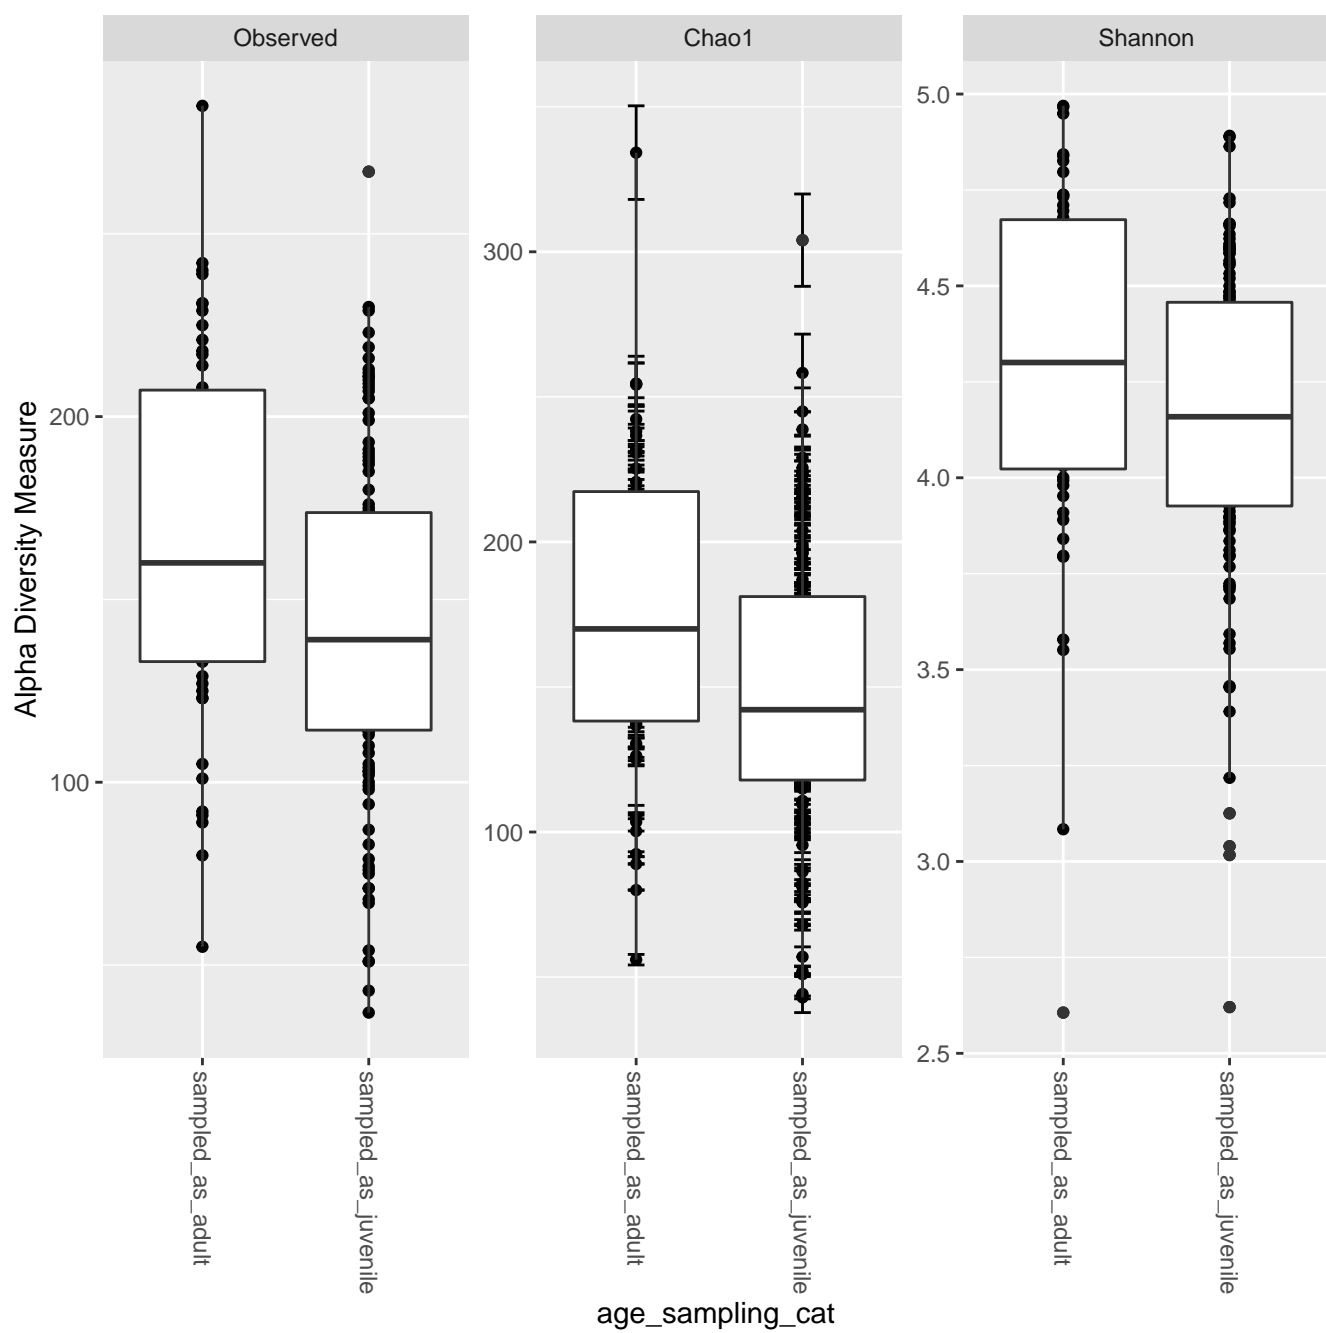 Observed
Chao1
Shannon
Alpha Diversity Measure
200
100
300
200
100
5.0
4.5
4.0
3.5
3.0
2.5
sampled_as_adult
sampled_as_juvenile
sampled_as_adult
sampled_as_juvenile
sampled_as_adult
sampled_as_juvenile
age_sampling_cat